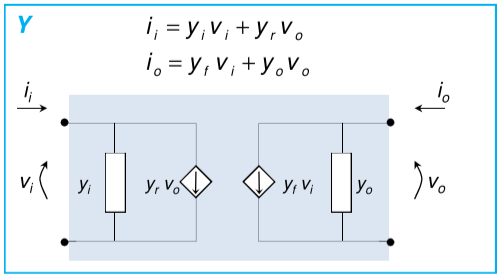 Y
i_i = y_i v_i + y_r v_o
i_o = y_f v_i + y_o v_o
i_i
i_o
v_i
y_i
y_r v_o
y_f v_i
y_o
v_o